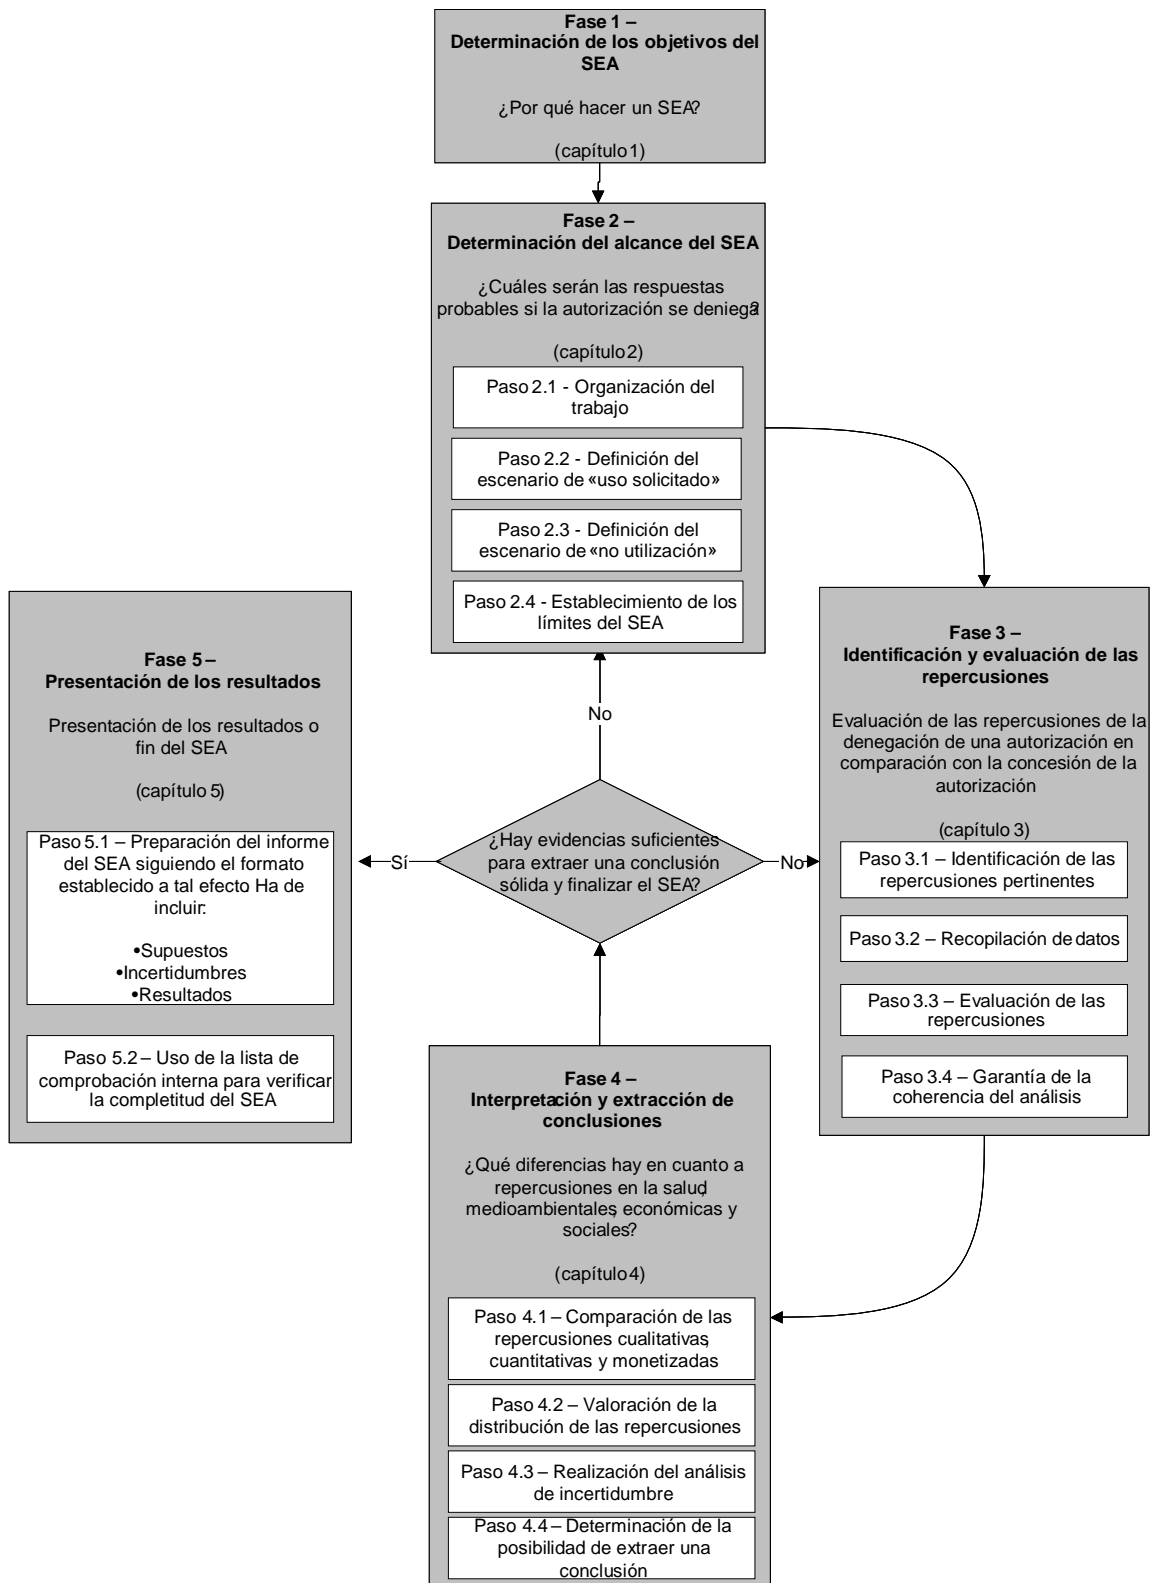 Fase 1 –
Determinación de los objetivos del
SEA
¿Por qué hacer un SEA?
(capítulo 1)
Fase 2 –
Determinación del alcance del SEA
¿Cuáles serán las respuestas
probables si la autorización se deniega?
(capítulo 2)
Paso 2.1 - Organización del
trabajo
Paso 2.2 - Definición del
escenario de «uso solicitado»
Paso 2.3 - Definición del
escenario de «no utilización»
Paso 2.4 - Establecimiento de los
límites del SEA
Fase 3 –
Identificación y evaluación de las
repercusiones
Evaluación de las repercusiones de la
denegación de una autorización en
comparación con la concesión de la
autorización
(capítulo 3)
Paso 3.1 – Identificación de las
repercusiones pertinentes
Paso 3.2 – Recopilación de datos
Paso 3.3 – Evaluación de las
repercusiones
Paso 3.4 – Garantía de la
coherencia del análisis
Fase 4 –
Interpretación y extracción de
conclusiones
¿Qué diferencias hay en cuanto a
repercusiones en la salud,
medioambientales, económicas y
sociales?
(capítulo 4)
Paso 4.1 – Comparación de las
repercusiones cualitativas,
cuantitativas y monetizadas
Paso 4.2 – Valoración de la
distribución de las repercusiones
Paso 4.3 – Realización del análisis
de incertidumbre
Paso 4.4 – Determinación de la
posibilidad de extraer una
conclusión
¿Hay evidencias suficientes
para extraer una conclusión
sólida y finalizar el SEA?
No
No
Sí
Fase 5 –
Presentación de los resultados
Presentación de los resultados o
fin del SEA
(capítulo 5)
Paso 5.1 – Preparación del informe
del SEA siguiendo el formato
establecido a tal efecto Ha de
incluir:
•Supuestos
•Incertidumbres
•Resultados
Paso 5.2 – Uso de la lista de
comprobación interna para verificar
la completitud del SEA